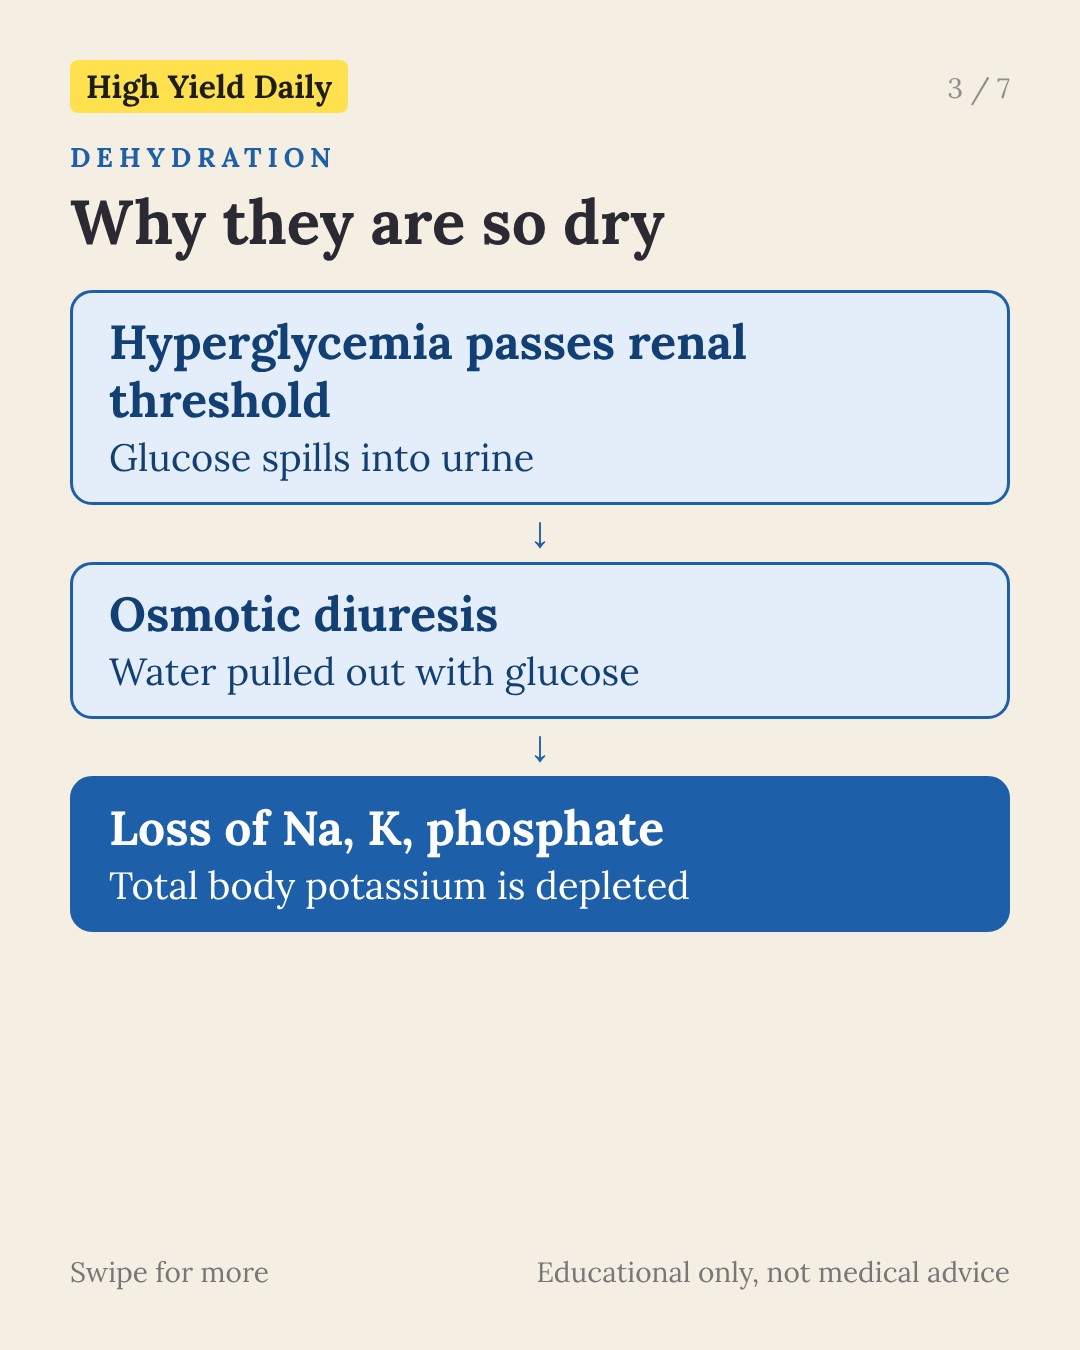 High Yield Daily
3 / 7
DEHYDRATION
Why they are so dry
Hyperglycemia passes renal
threshold
Glucose spills into urine
↓
Osmotic diuresis
Water pulled out with glucose
↓
Loss of Na, K, phosphate
Total body potassium is depleted
Swipe for more
Educational only, not medical advice